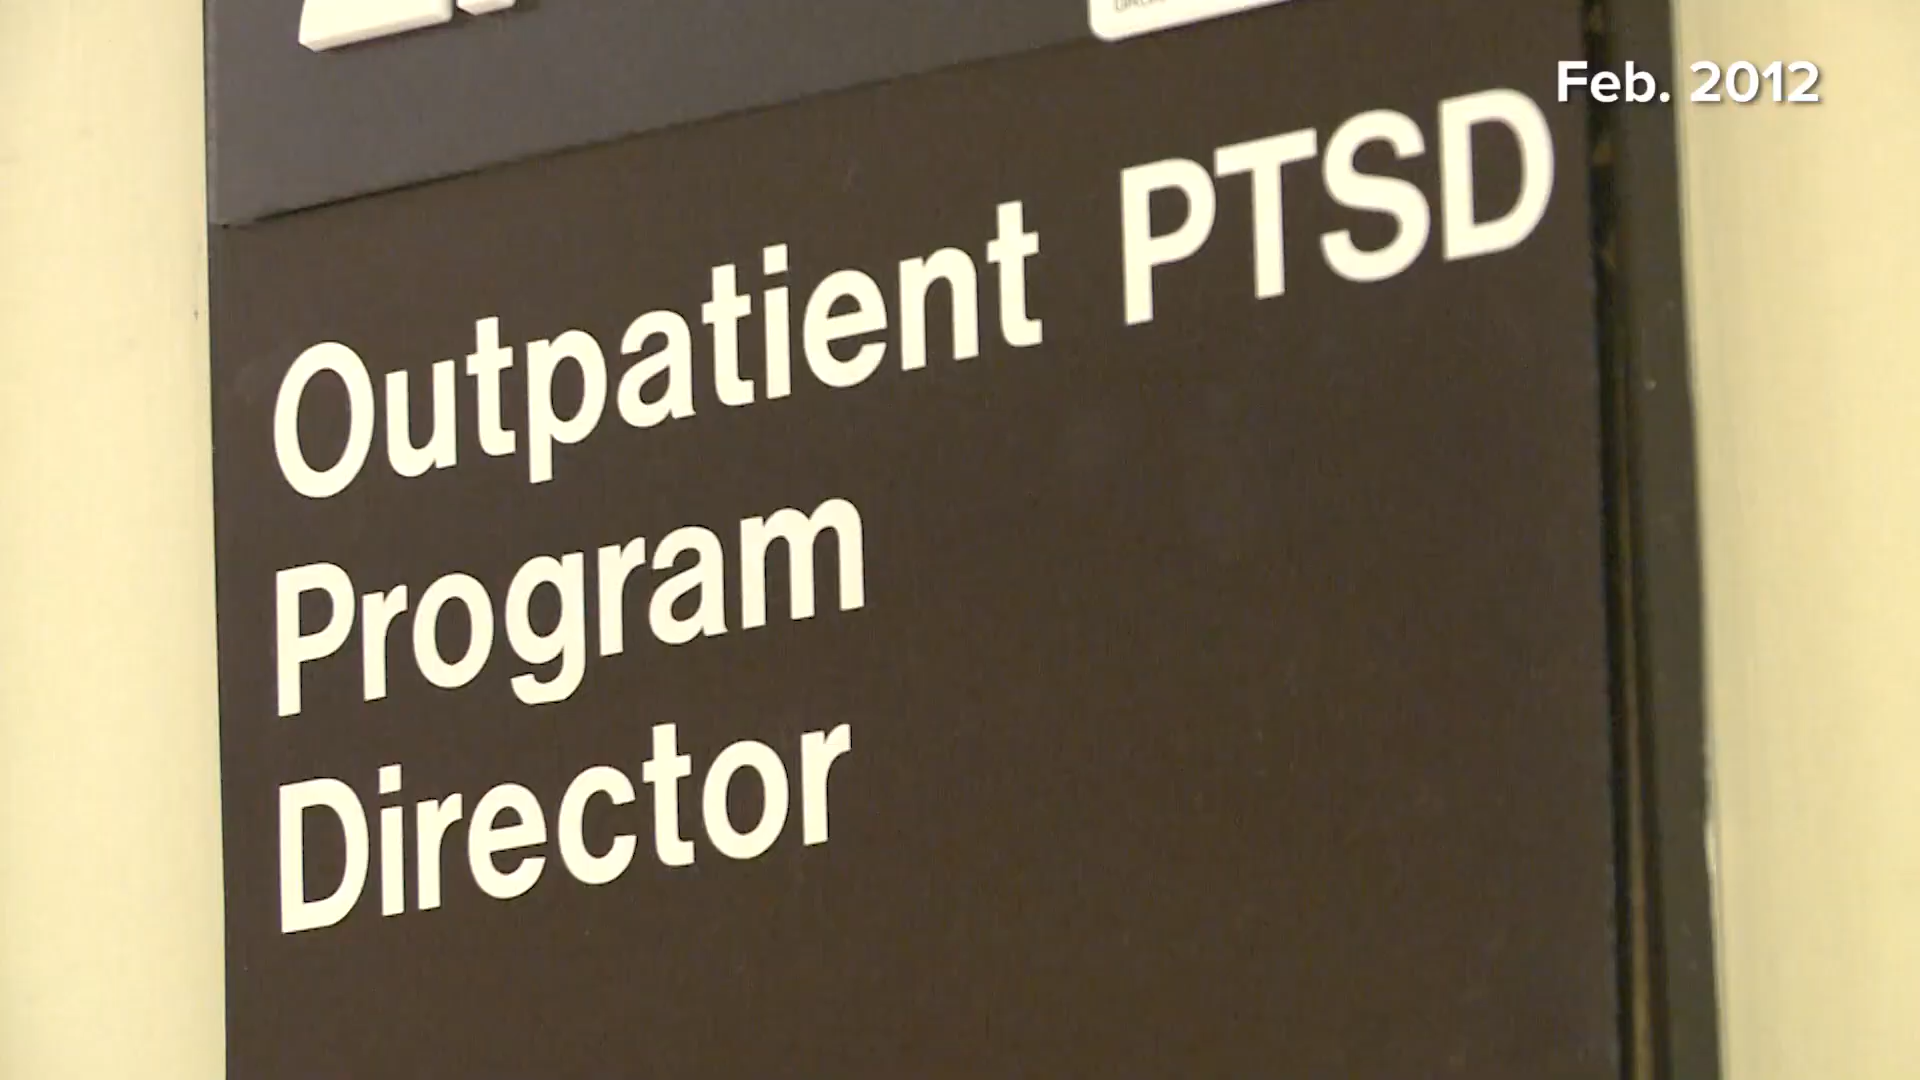 Feb. 2012
Outpatient PTSD
Program
Director